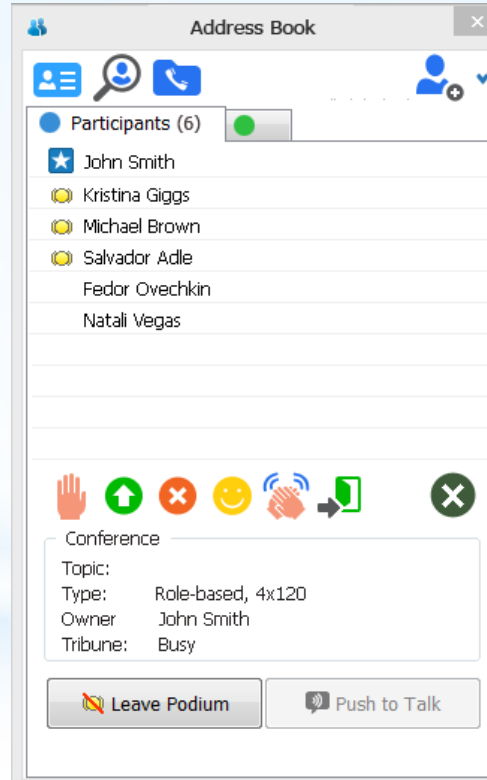 Address Book
Participants (6)
John Smith
Kristina Giggs
Michael Brown
Salvador Adle
Fedor Ovechkin
Natali Vegas
Conference
Topic:
Type: Role-based, 4x120
Owner John Smith
Tribune: Busy
Leave Podium Push to Talk